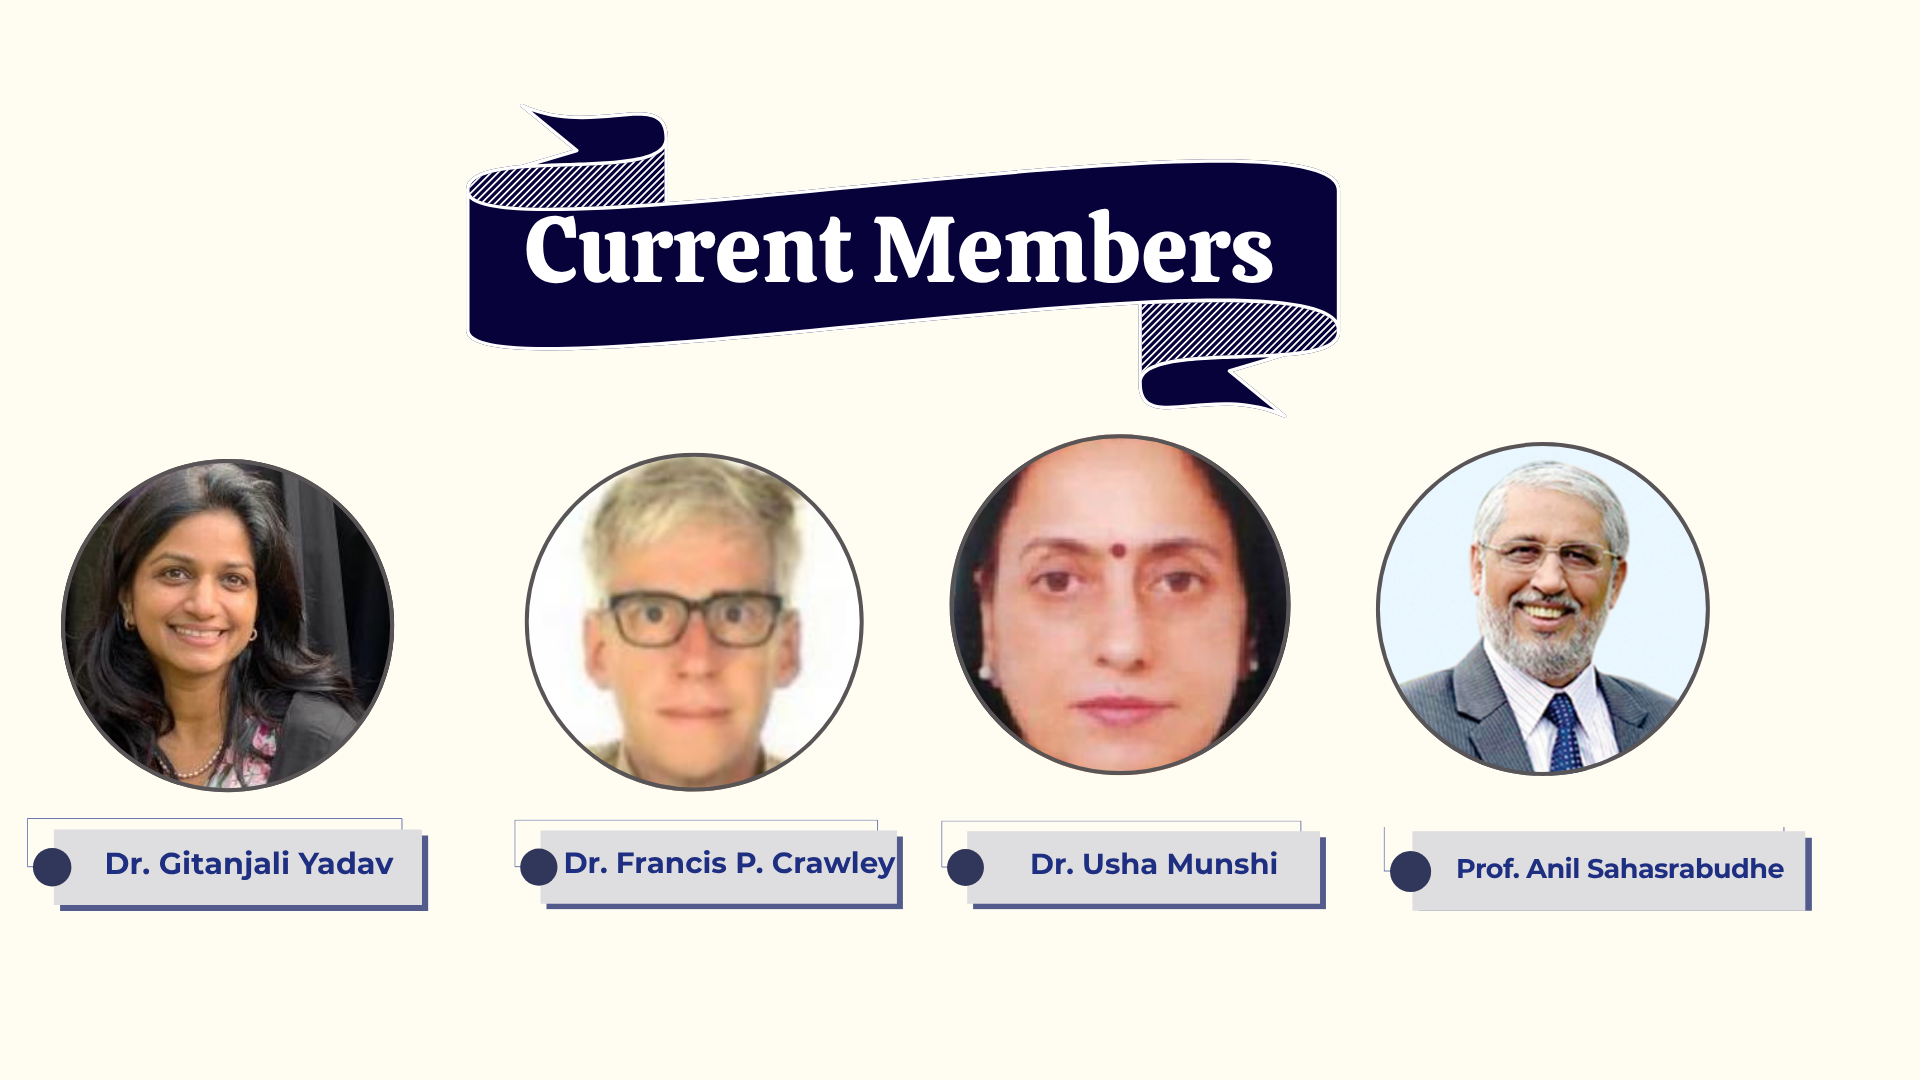 Current Members
Dr. Gitanjali Yadav
Dr. Francis P. Crawley
Dr. Usha Munshi
Prof. Anil Sahasrabudhe